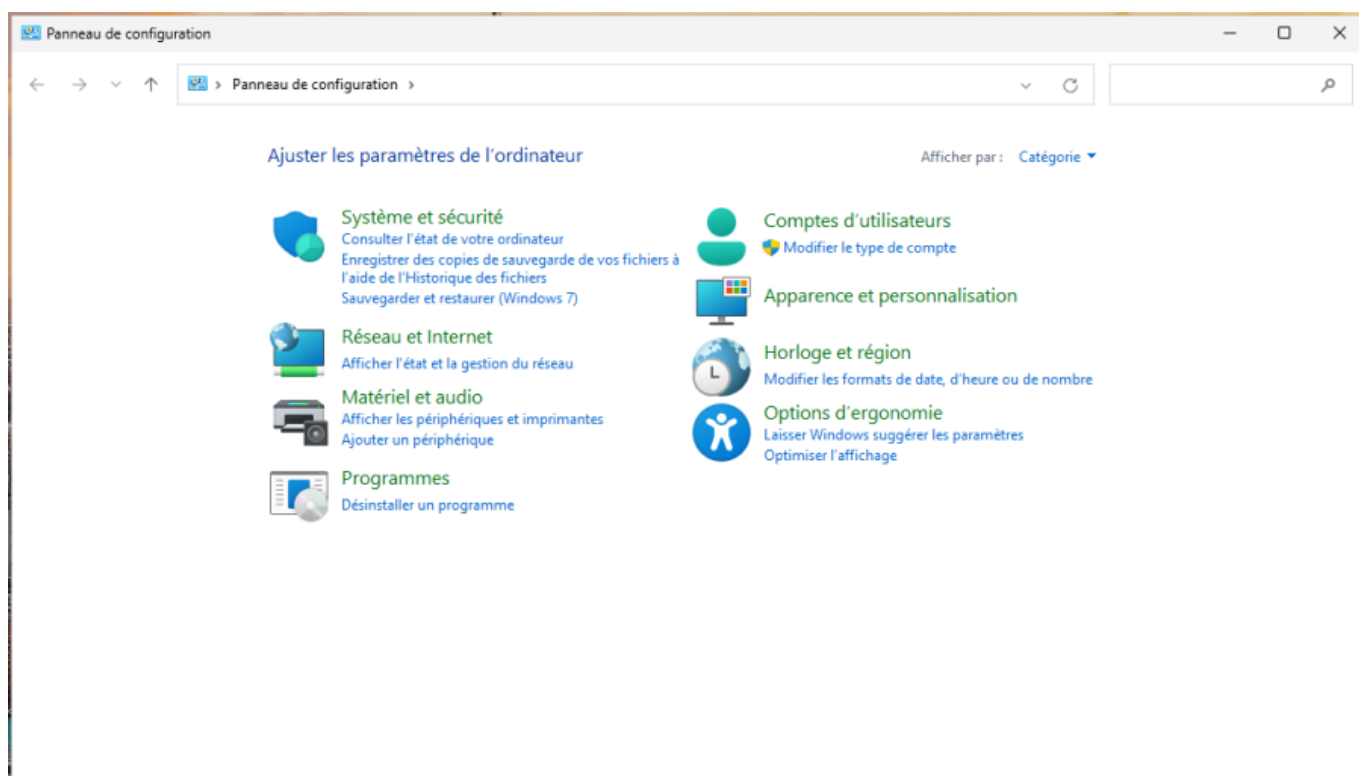 Panneau de configuration
Panneau de configuration
Ajuster les paramètres de l'ordinateur
Afficher par : Catégorie
Système et sécurité
Consulter l'état de votre ordinateur
Enregistrer des copies de sauvegarde de vos fichiers à
l'aide de l'Historique des fichiers
Sauvegarder et restaurer (Windows 7)
Réseau et Internet
Afficher l'état et la gestion du réseau
Matériel et audio
Afficher les périphériques et imprimantes
Ajouter un périphérique
Programmes
Désinstaller un programme
Comptes d'utilisateurs
Modifier le type de compte
Apparence et personnalisation
Horloge et région
Modifier les formats de date, d'heure ou de nombre
Options d'ergonomie
Laisser Windows suggérer les paramètres
Optimiser l'affichage